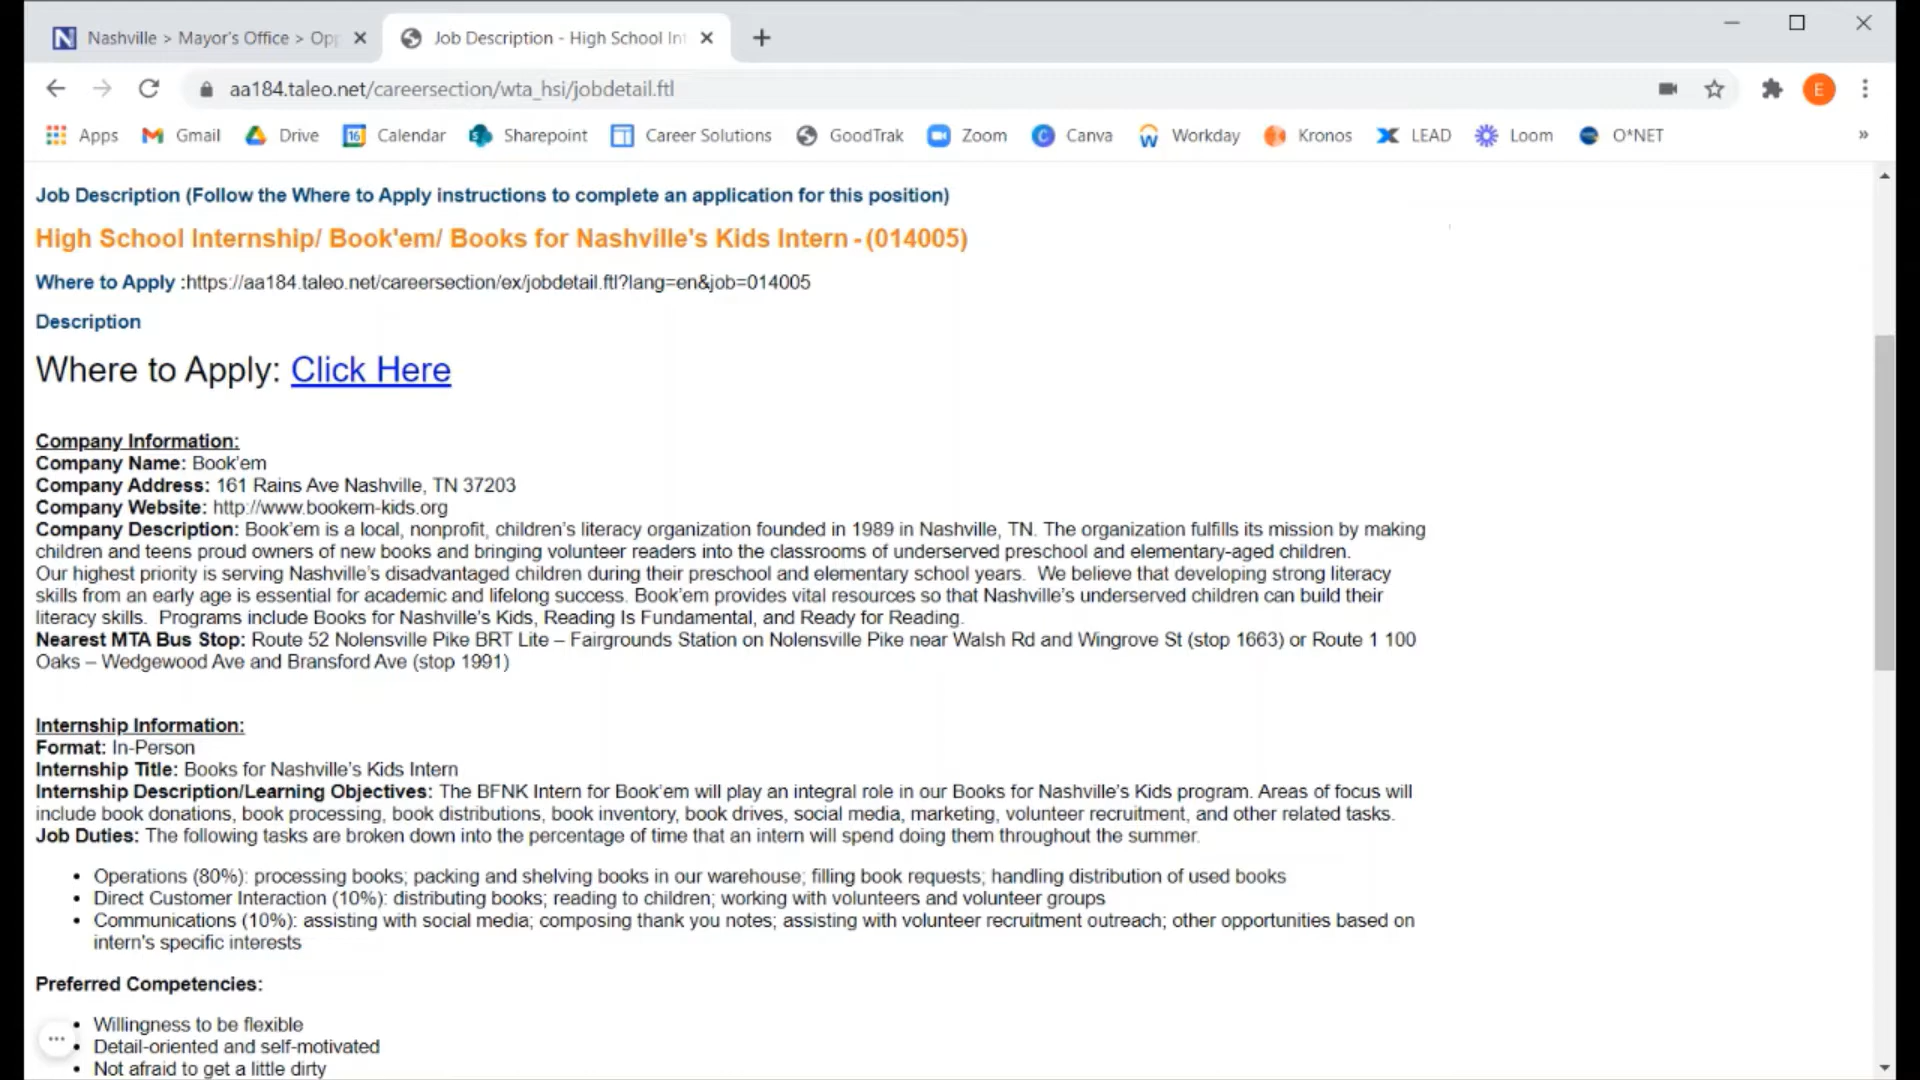 Nashville > Mayor's Office > Opp
Job Description - High School Int
aa184.taleo.net/careersection/wta_hsi/jobdetail.ftl
E
Apps Gmail Drive 16 Calendar Sharepoint Career Solutions GoodTrak Zoom Canva Workday Kronos LEAD Loom O*NET »
Job Description (Follow the Where to Apply instructions to complete an application for this position)
High School Internship/ Book'em/ Books for Nashville's Kids Intern - (014005)
Where to Apply :https://aa184.taleo.net/careersection/ex/jobdetail.ftl?lang=en&job=014005
Description
Where to Apply: Click Here
Company Information:
Company Name: Book'em
Company Address: 161 Rains Ave Nashville, TN 37203
Company Website: http://www.bookem-kids.org
Company Description: Book'em is a local, nonprofit, children's literacy organization founded in 1989 in Nashville, TN. The organization fulfills its mission by making
children and teens proud owners of new books and bringing volunteer readers into the classrooms of underserved preschool and elementary-aged children.
Our highest priority is serving Nashville's disadvantaged children during their preschool and elementary school years. We believe that developing strong literacy
skills from an early age is essential for academic and lifelong success. Book'em provides vital resources so that Nashville's underserved children can build their
literacy skills. Programs include Books for Nashville's Kids, Reading Is Fundamental, and Ready for Reading.
Nearest MTA Bus Stop: Route 52 Nolensville Pike BRT Lite – Fairgrounds Station on Nolensville Pike near Walsh Rd and Wingrove St (stop 1663) or Route 1 100
Oaks – Wedgewood Ave and Bransford Ave (stop 1991)
Internship Information:
Format: In-Person
Internship Title: Books for Nashville's Kids Intern
Internship Description/Learning Objectives: The BFNK Intern for Book'em will play an integral role in our Books for Nashville's Kids program. Areas of focus will
include book donations, book processing, book distributions, book inventory, book drives, social media, marketing, volunteer recruitment, and other related tasks.
Job Duties: The following tasks are broken down into the percentage of time that an intern will spend doing them throughout the summer.
• Operations (80%): processing books; packing and shelving books in our warehouse; filling book requests; handling distribution of used books
• Direct Customer Interaction (10%): distributing books; reading to children; working with volunteers and volunteer groups
• Communications (10%): assisting with social media; composing thank you notes; assisting with volunteer recruitment outreach; other opportunities based on
intern's specific interests
Preferred Competencies:
• Willingness to be flexible
• Detail-oriented and self-motivated
• Not afraid to get a little dirty